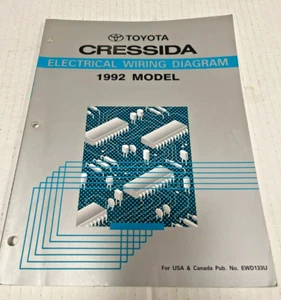 TOYOTA
CRESSIDA
ELECTRICAL WIRING DIAGRAM
1992 MODEL
For USA & Canada Pub. No. EWD133U